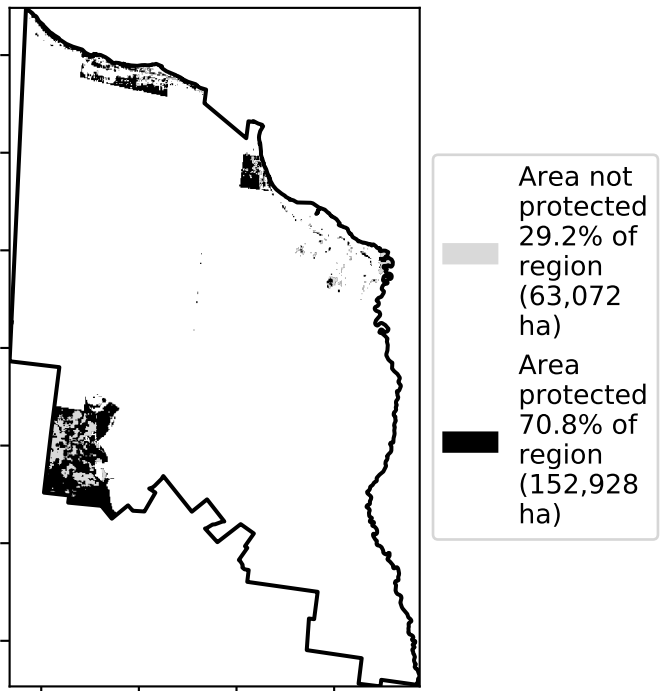 Area not
protected
29.2% of
region
(63,072
ha)
Area
protected
70.8% of
region
(152,928
ha)